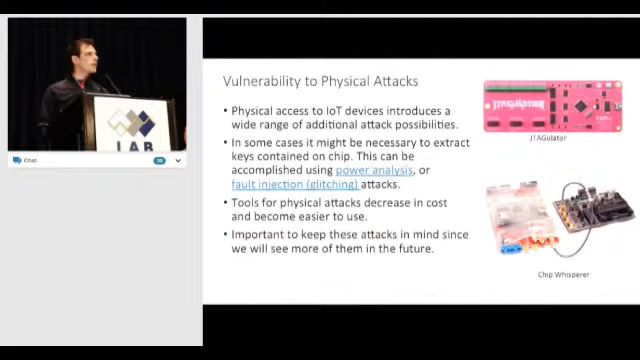 IAB
Chat
Vulnerability to Physical Attacks
• Physical access to IoT devices introduces a
wide range of additional attack possibilities.
• In some cases it might be necessary to extract
keys contained on chip. This can be
accomplished using power analysis, or
fault injection (glitching) attacks.
• Tools for physical attacks decrease in cost
and become easier to use.
• Important to keep these attacks in mind since
we will see more of them in the future.
JTAGULATOR
JTAGulator
Chip Whisperer